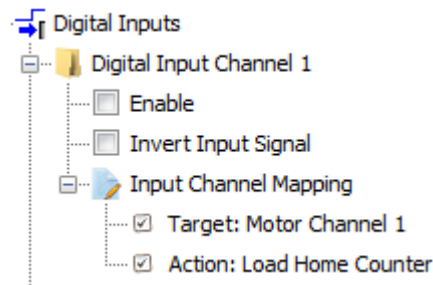 Digital Inputs
Digital Input Channel 1
Enable
Invert Input Signal
Input Channel Mapping
Target: Motor Channel 1
Action: Load Home Counter